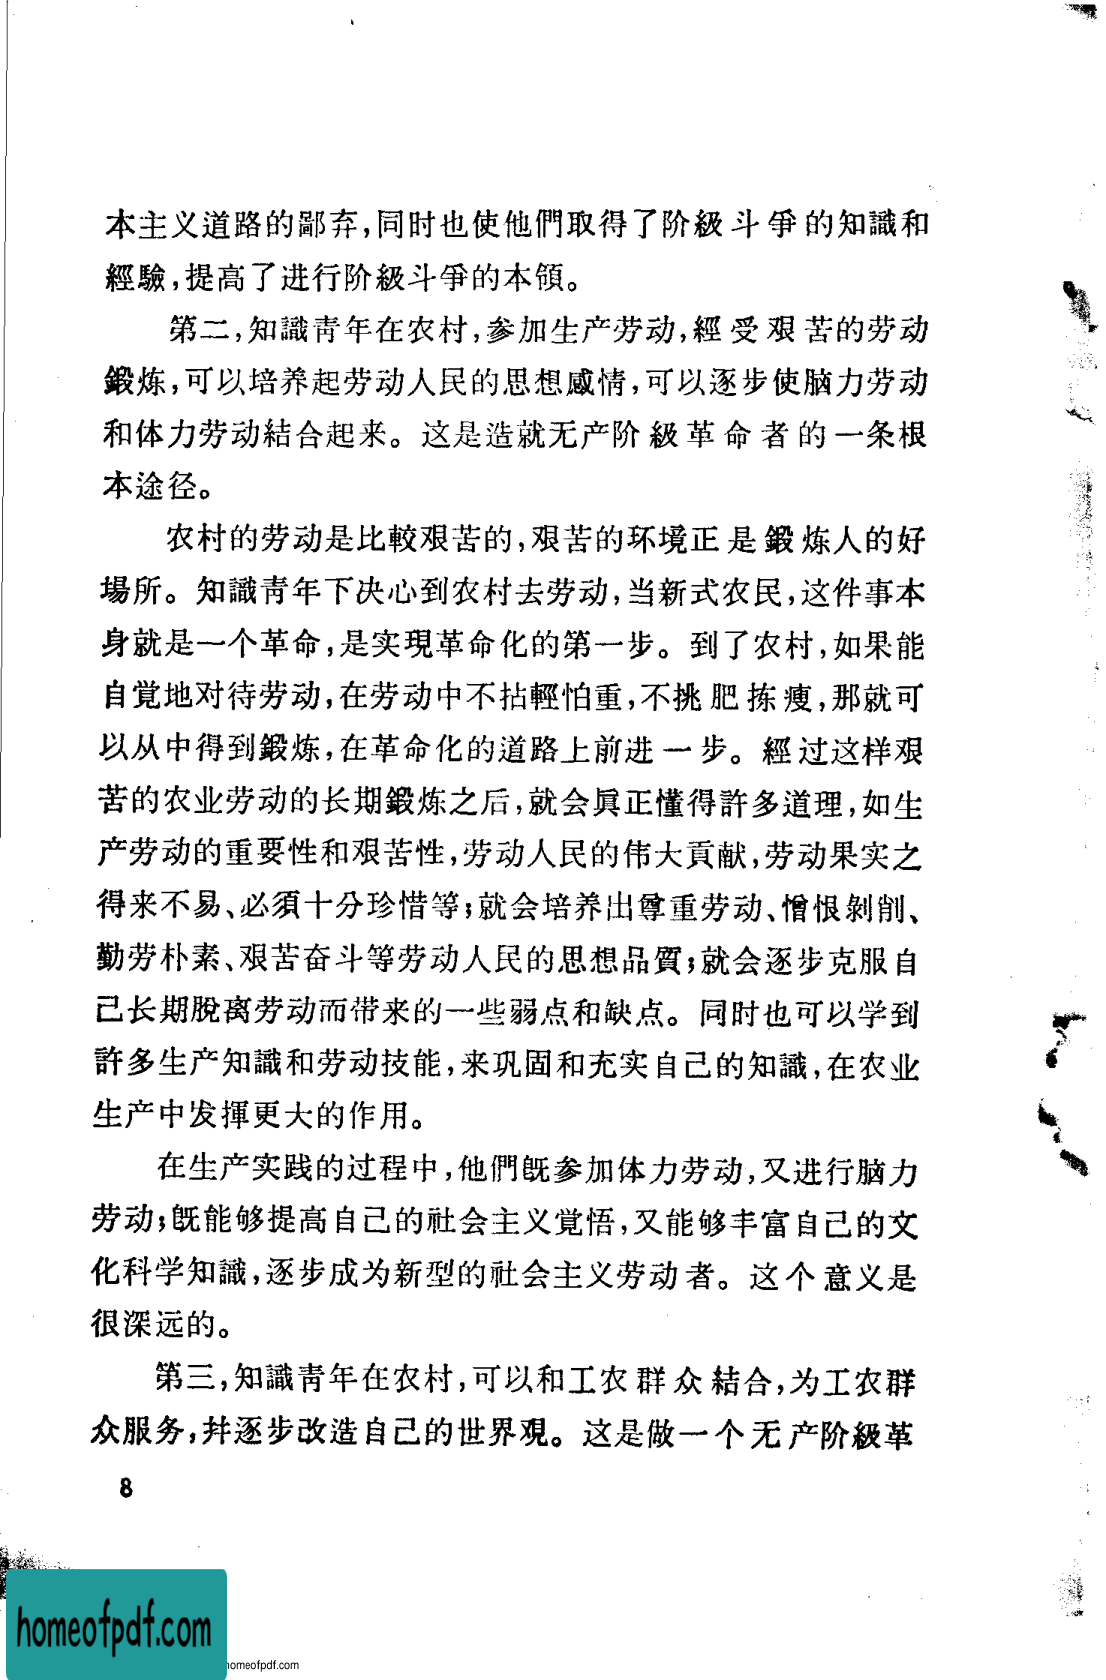 本主义道路的鄙弃,同时也使他們取得了阶級斗爭的知識和
經驗,提高了进行阶級斗爭的本領。
第二,知識靑年在农村,参加生产劳动,經受艰苦的劳动
鍛炼,可以培养起劳动人民的思想感情,可以逐步使脑力劳动
和体力劳动結合起来。这是造就无产阶級革命者的一条根
本途径。
农村的劳动是比較艰苦的,艰苦的环境正是鍛炼人的好
場所。知識靑年下决心到农村去劳动,当新式农民,这件事本
身就是一个革命,是实現革命化的第一步。到了农村,如果能
自覚地对待劳动,在劳动中不拈輕怕重,不挑肥拣瘦,那就可
以从中得到鍛炼,在革命化的道路上前进一步。經过这样艰
苦的农业劳动的长期鍛炼之后,就会眞正懂得許多道理,如生
产劳动的重要性和艰苦性,劳动人民的伟大貢献,劳动果实之
得来不易、必須十分珍惜等;就会培养出尊重劳动、憎恨剝削、
勤劳朴素、艰苦奋斗等劳动人民的思想品質;就会逐步克服自
己长期脫离劳动而带来的一些弱点和缺点。同时也可以学到
許多生产知識和劳动技能,来巩固和充实自己的知識,在农业
生产中发揮更大的作用。
在生产实践的过程中,他們旣参加体力劳动,又进行脑力
劳动;旣能够提高自己的社会主义覚悟,又能够丰富自己的文
化科学知識,逐步成为新型的社会主义劳动者。这个意义是
很深远的。
第三,知識靑年在农村,可以和工农群众結合,为工农群
众服务,幷逐步改造自己的世界观。这是做一个无产阶級革
8
homeofpdf.com
homeofpdf.com